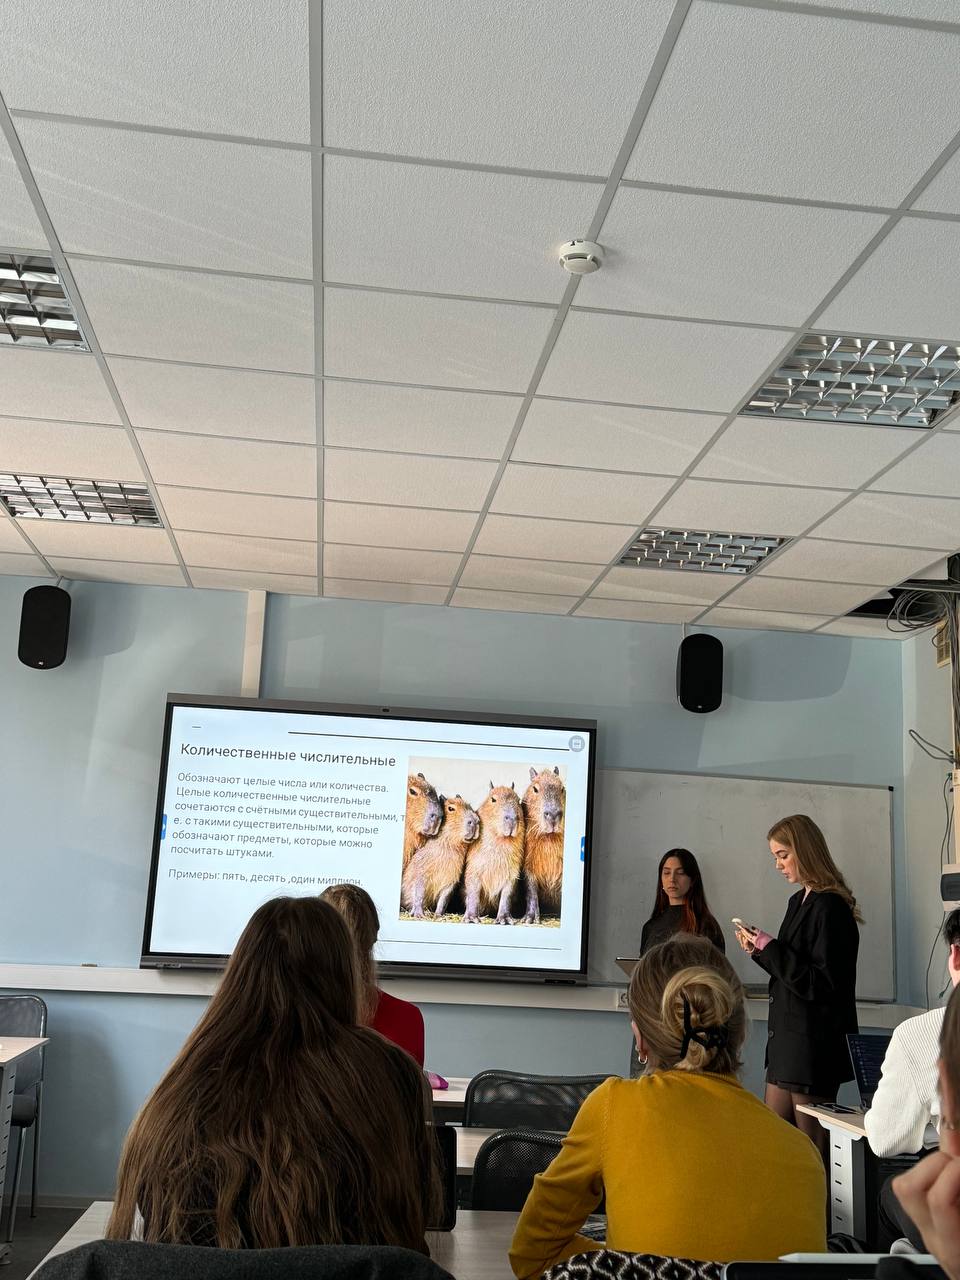 Количественные числительные
Обозначают целые числа или количества.
Целые количественные числительные
сочетаются с счётными существительными, т
е. с такими существительными, которые
обозначают предметы, которые можно
посчитать штуками.
Примеры: пять, десять ,один миллион